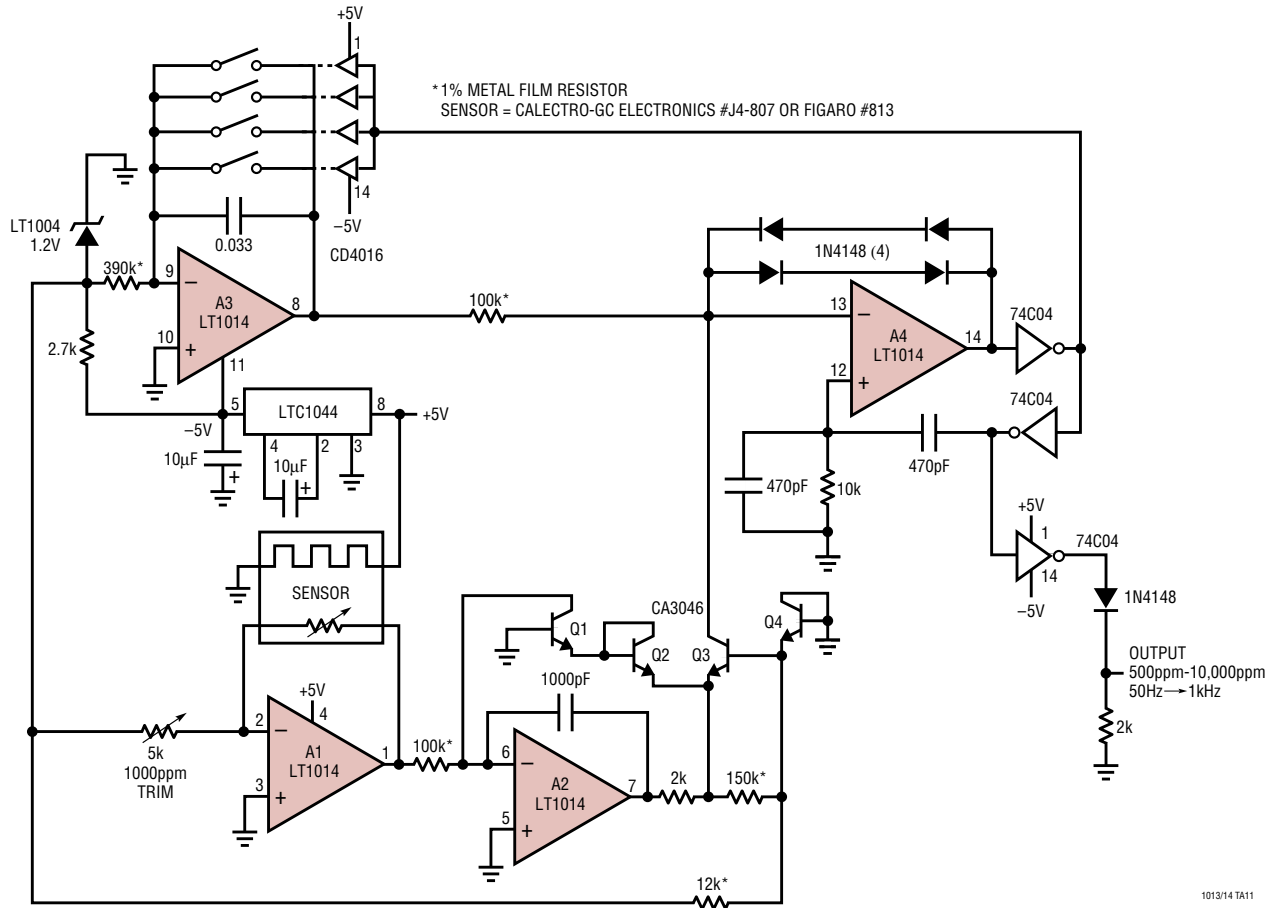 +5V
1
* 1% METAL FILM RESISTOR
SENSOR = CALECTRO-GC ELECTRONICS #J4-807 OR FIGARO #813
14
–5V
CD4016
LT1004
1.2V
0.033
390k*
9
–
A3
LT1014
8
10
+
11
2.7k
100k*
1N4148 (4)
13
–
A4
LT1014
14
12
+
74C04
74C04
5
LTC1044
8
+5V
–5V
4
2
3
10µF
+
10µF
+
470pF
470pF
10k
+5V
1
74C04
14
–5V
1N4148
SENSOR
CA3046
Q1
Q2
Q3
Q4
OUTPUT
500ppm-10,000ppm
50Hz → 1kHz
2k
5k
1000ppm
TRIM
+5V
4
2
–
A1
LT1014
1
3
+
100k*
1000pF
6
–
A2
LT1014
7
5
+
2k
150k*
12k*
1013/14 TA11